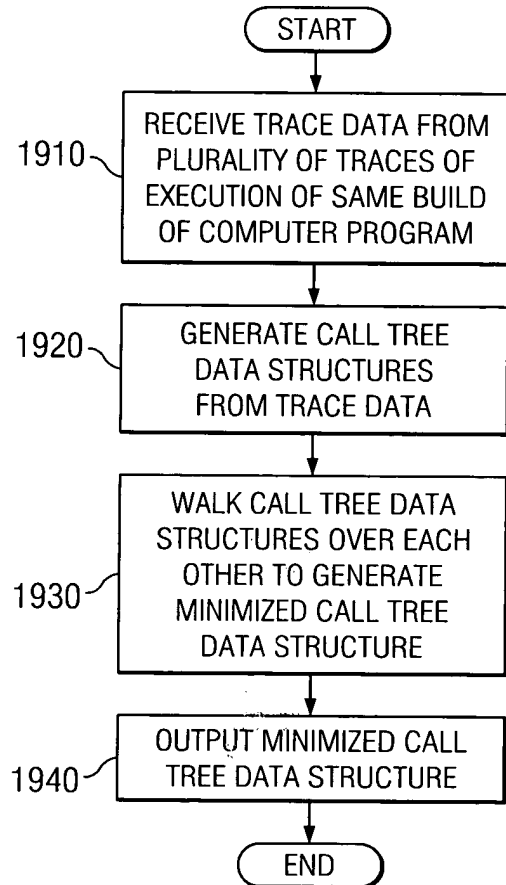 START
1910
RECEIVE TRACE DATA FROM
PLURALITY OF TRACES OF
EXECUTION OF SAME BUILD
OF COMPUTER PROGRAM
1920
GENERATE CALL TREE
DATA STRUCTURES
FROM TRACE DATA
1930
WALK CALL TREE DATA
STRUCTURES OVER EACH
OTHER TO GENERATE
MINIMIZED CALL TREE
DATA STRUCTURE
1940
OUTPUT MINIMIZED CALL
TREE DATA STRUCTURE
END